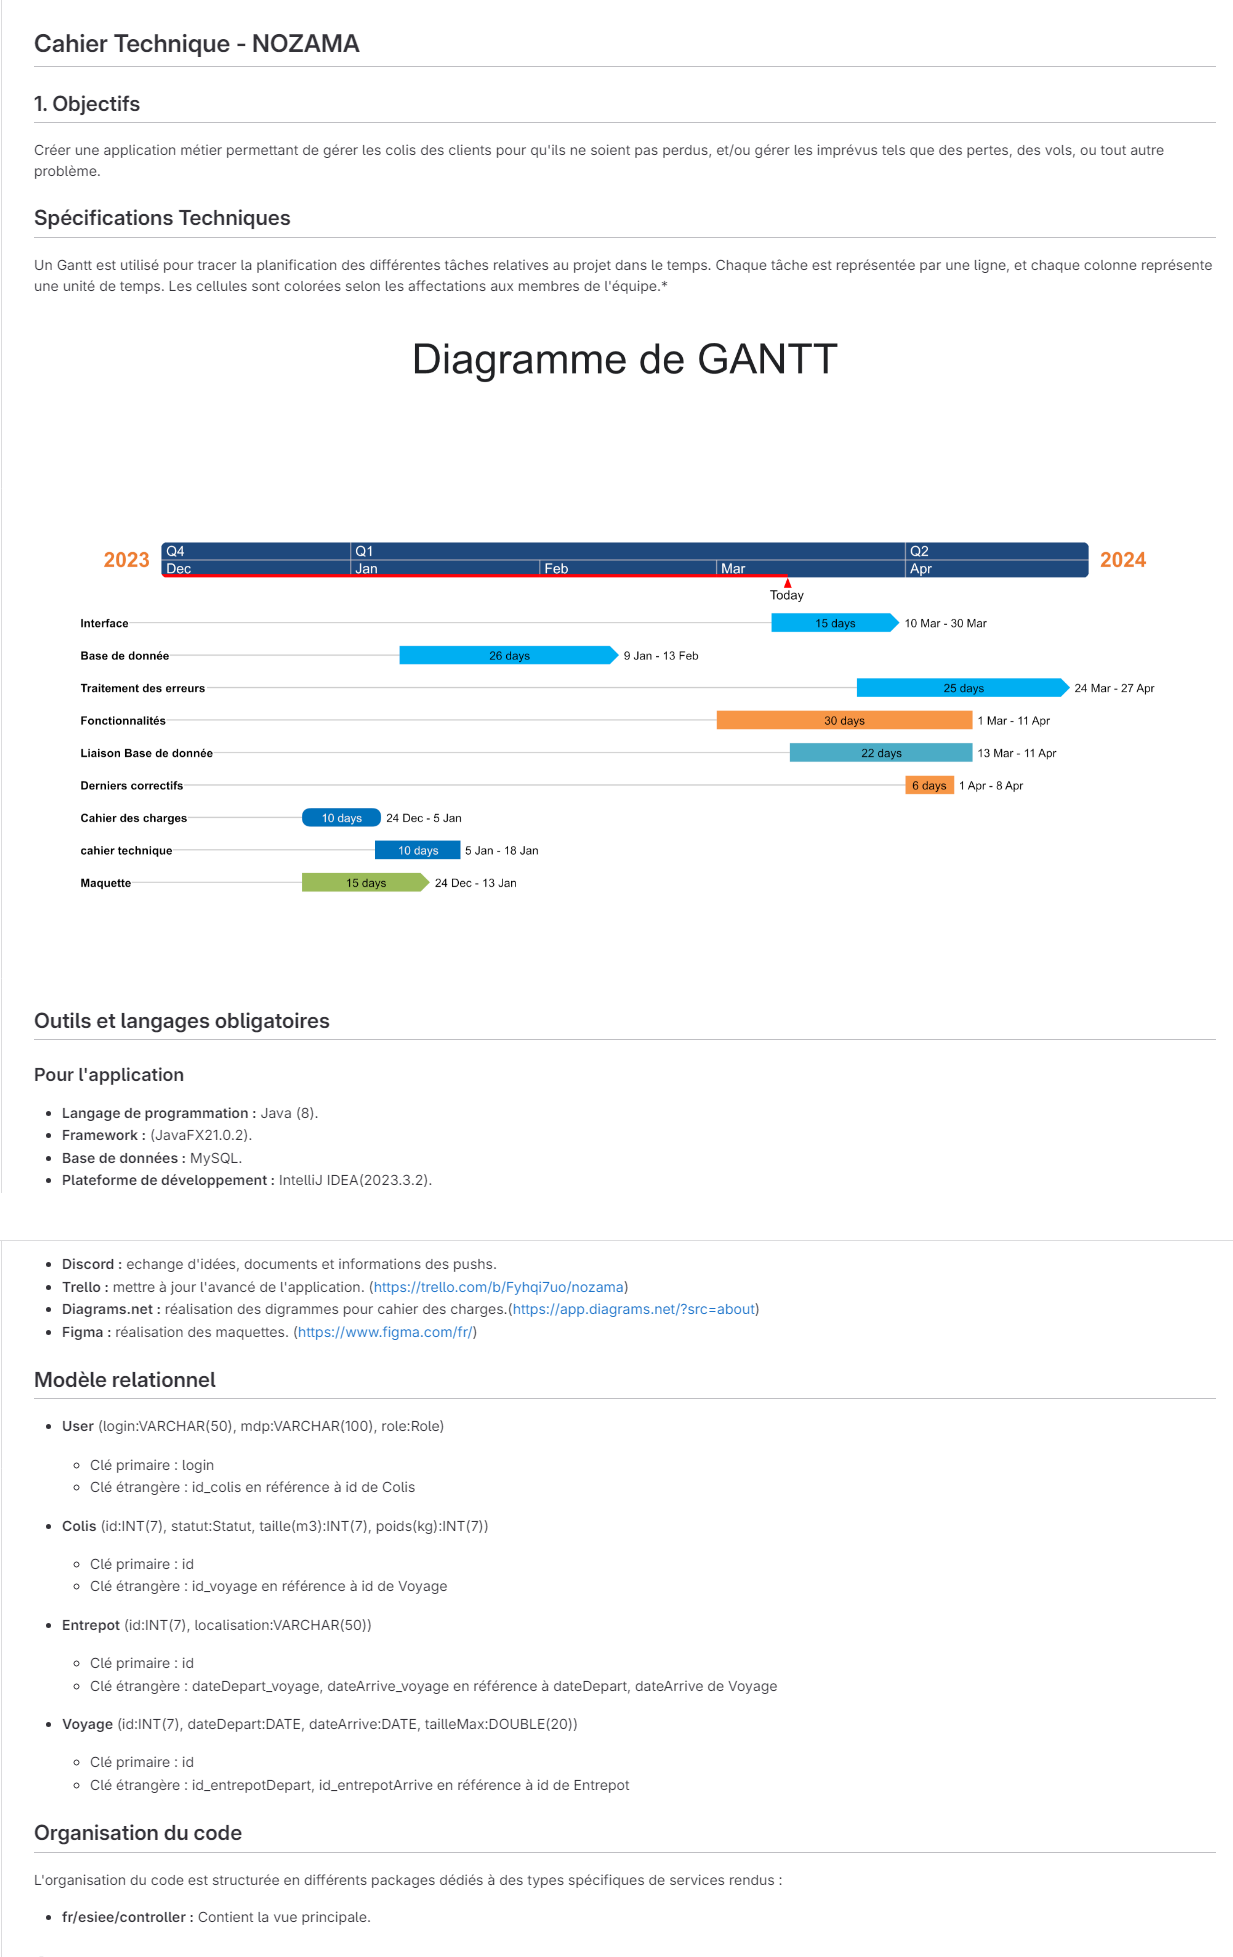 Cahier Technique - NOZAMA
1. Objectifs
Créer une application métier permettant de gérer les colis des clients pour qu'ils ne soient pas perdus, et/ou gérer les imprévus tels que des pertes, des vols, ou tout autre
problème.
Spécifications Techniques
Un Gantt est utilisé pour tracer la planification des différentes tâches relatives au projet dans le temps. Chaque tâche est représentée par une ligne, et chaque colonne représente
une unité de temps. Les cellules sont colorées selon les affectations aux membres de l'équipe.*
Diagramme de GANTT
2023 Q4 Q1 Q2 2024
Dec Jan Feb Mar Apr
Today
Interface 15 days 10 Mar - 30 Mar
Base de donnée 26 days 9 Jan - 13 Feb
Traitement des erreurs 25 days 24 Mar - 27 Apr
Fonctionnalités 30 days 1 Mar - 11 Apr
Liaison Base de donnée 22 days 13 Mar - 11 Apr
Derniers correctifs 6 days 1 Apr - 8 Apr
Cahier des charges 10 days 24 Dec - 5 Jan
cahier technique 10 days 5 Jan - 18 Jan
Maquette 15 days 24 Dec - 13 Jan
Outils et langages obligatoires
Pour l'application
• Langage de programmation : Java (8).
• Framework : (JavaFX21.0.2).
• Base de données : MySQL.
• Plateforme de développement : IntelliJ IDEA(2023.3.2).
• Discord : echange d'idées, documents et informations des pushs.
• Trello : mettre à jour l'avancé de l'application. (https://trello.com/b/Fyhqi7uo/nozama)
• Diagrams.net : réalisation des digrammes pour cahier des charges.(https://app.diagrams.net/?src=about)
• Figma : réalisation des maquettes. (https://www.figma.com/fr/)
Modèle relationnel
• User (login:VARCHAR(50), mdp:VARCHAR(100), role:Role)
◦ Clé primaire : login
◦ Clé étrangère : id_colis en référence à id de Colis
• Colis (id:INT(7), statut:Statut, taille(m3):INT(7), poids(kg):INT(7))
◦ Clé primaire : id
◦ Clé étrangère : id_voyage en référence à id de Voyage
• Entrepot (id:INT(7), localisation:VARCHAR(50))
◦ Clé primaire : id
◦ Clé étrangère : dateDepart_voyage, dateArrive_voyage en référence à dateDepart, dateArrive de Voyage
• Voyage (id:INT(7), dateDepart:DATE, dateArrive:DATE, tailleMax:DOUBLE(20))
◦ Clé primaire : id
◦ Clé étrangère : id_entrepotDepart, id_entrepotArrive en référence à id de Entrepot
Organisation du code
L'organisation du code est structurée en différents packages dédiés à des types spécifiques de services rendus :
• fr/esiee/controller : Contient la vue principale.